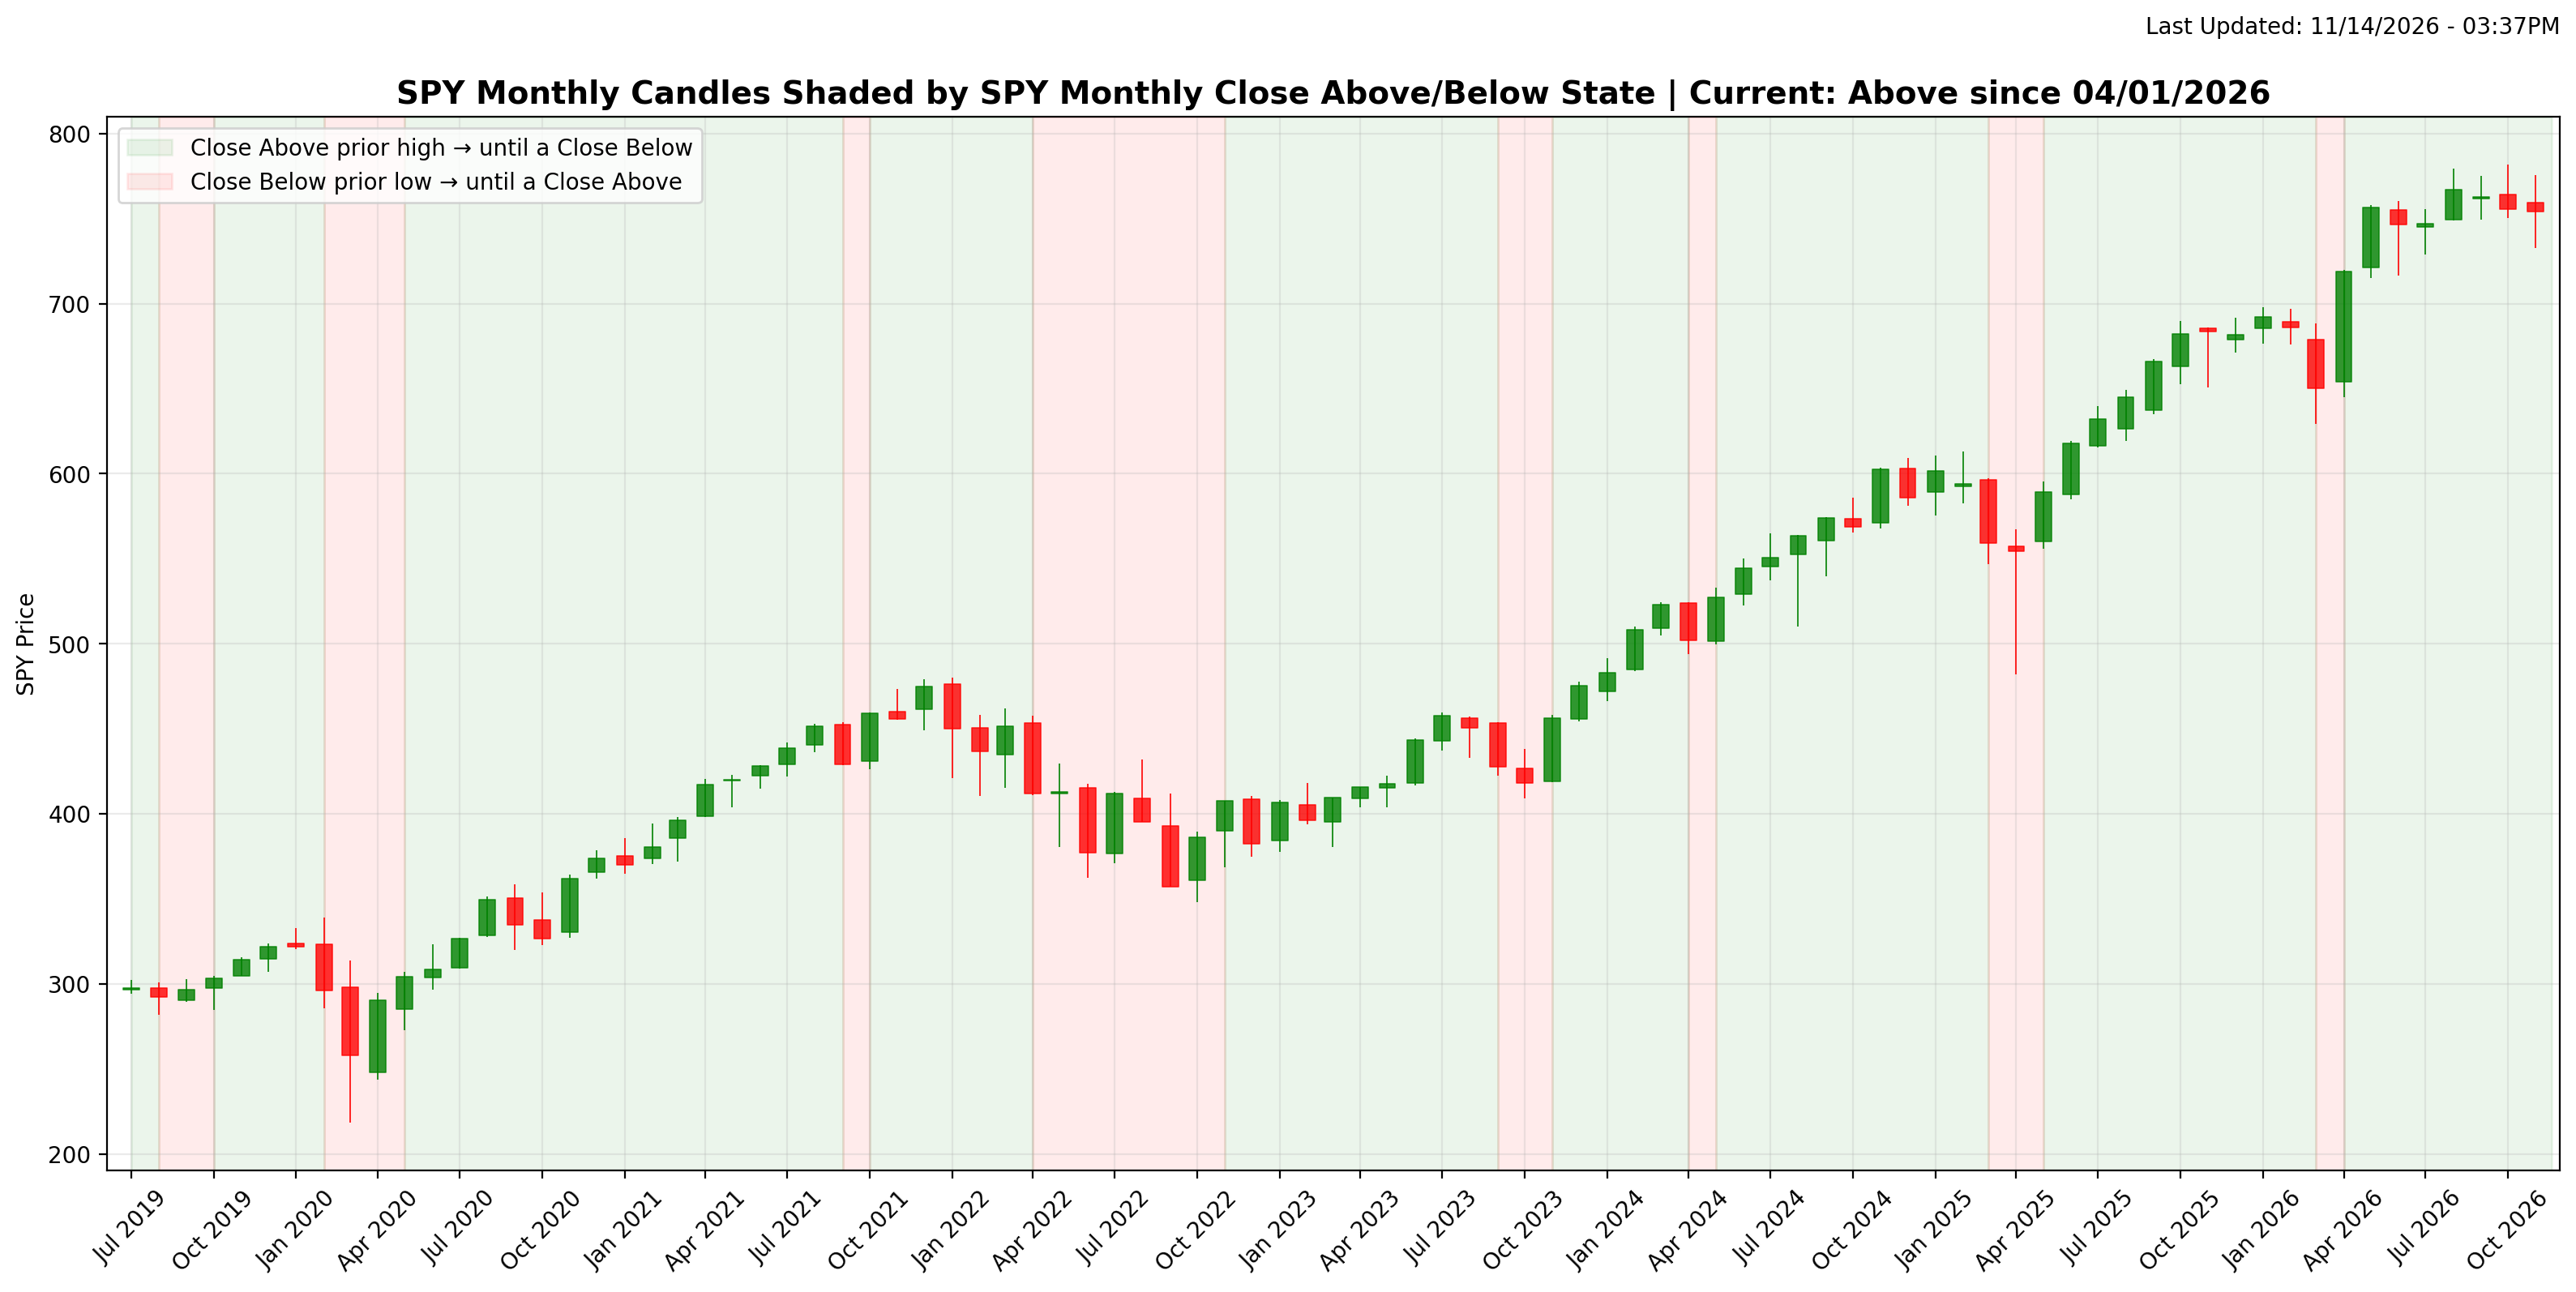 Last Updated: 11/14/2026 - 03:37PM
SPY Monthly Candles Shaded by SPY Monthly Close Above/Below State | Current: Above since 04/01/2026
Close Above prior high → until a Close Below
Close Below prior low → until a Close Above
SPY Price
800
700
600
500
400
300
200
Jul 2019
Oct 2019
Jan 2020
Apr 2020
Jul 2020
Oct 2020
Jan 2021
Apr 2021
Jul 2021
Oct 2021
Jan 2022
Apr 2022
Jul 2022
Oct 2022
Jan 2023
Apr 2023
Jul 2023
Oct 2023
Jan 2024
Apr 2024
Jul 2024
Oct 2024
Jan 2025
Apr 2025
Jul 2025
Oct 2025
Jan 2026
Apr 2026
Jul 2026
Oct 2026